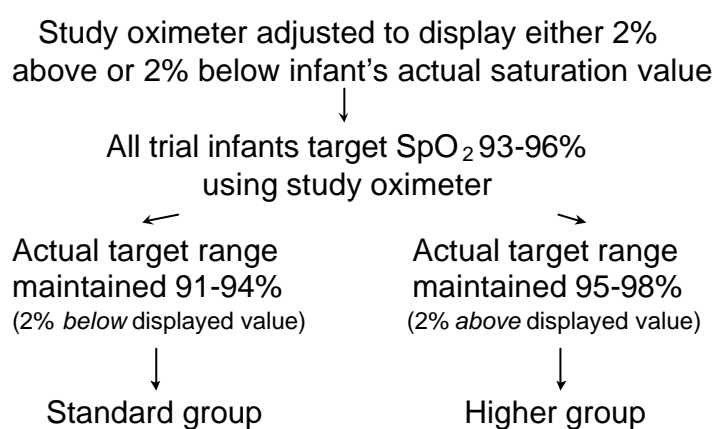 Study oximeter adjusted to display either 2%
above or 2% below infant's actual saturation value
All trial infants target SpO₂ 93-96%
using study oximeter
Actual target range
maintained 91-94%
(2% below displayed value)
Actual target range
maintained 95-98%
(2% above displayed value)
Standard group
Higher group